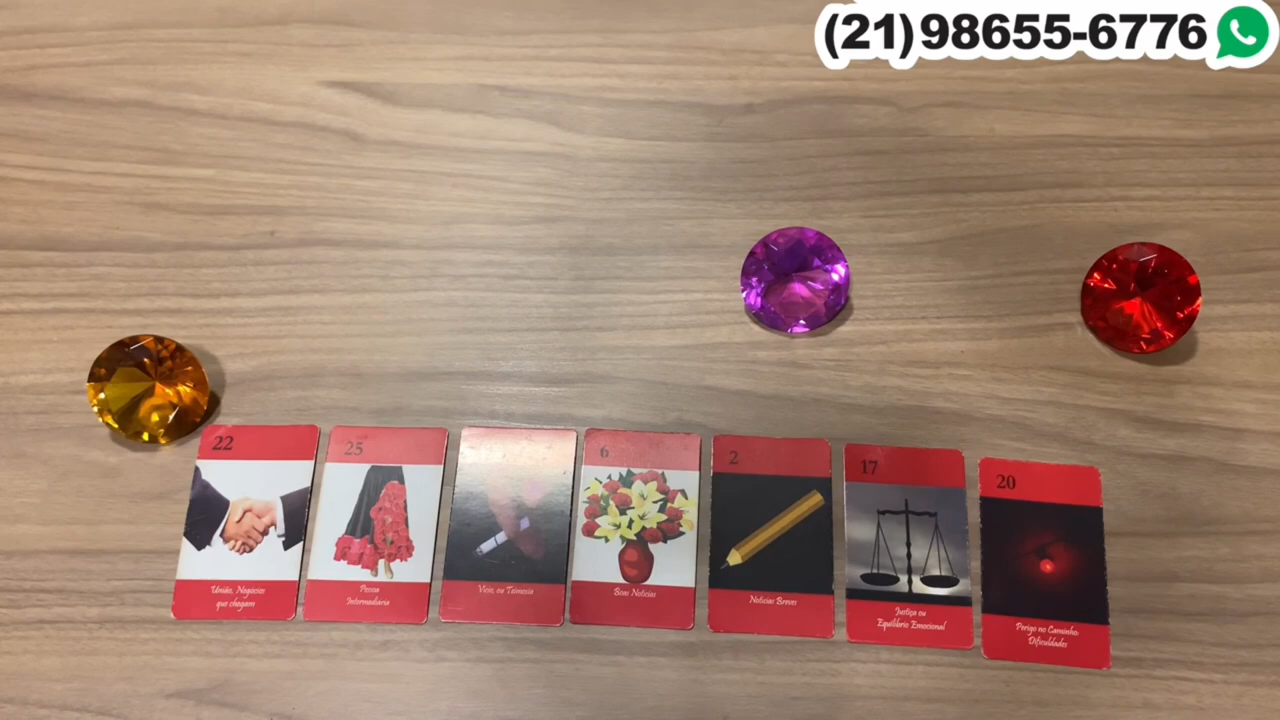 (21)98655-6776
22
União, Negócios
que chegam
25
Pessoa
Intermediária
Vício, ou Teimosia
6
Boas Notícias
2
Notícias Breves
17
Justiça ou
Equilíbrio Emocional
20
Perigo no Caminho,
Dificuldades